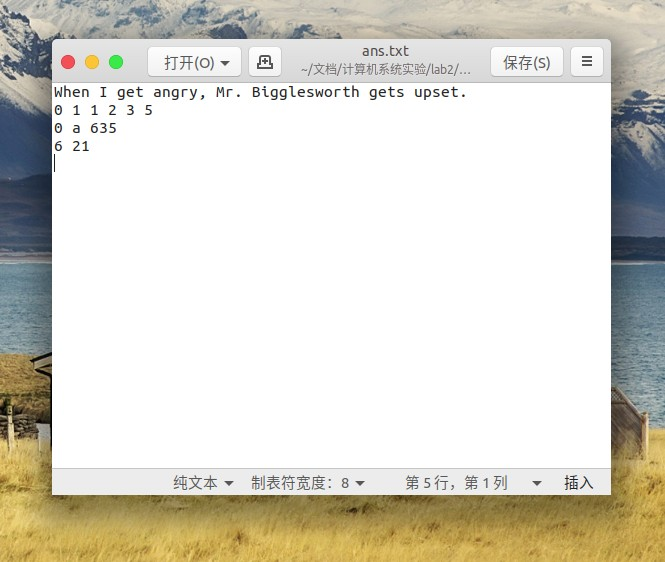 打开(O)
ans.txt
~/文档/计算机系统实验/lab2/...
保存(S)
When I get angry, Mr. Bigglesworth gets upset.
0 1 1 2 3 5
0 a 635
6 21
纯文本 制表符宽度：8 第 5 行，第 1 列 插入